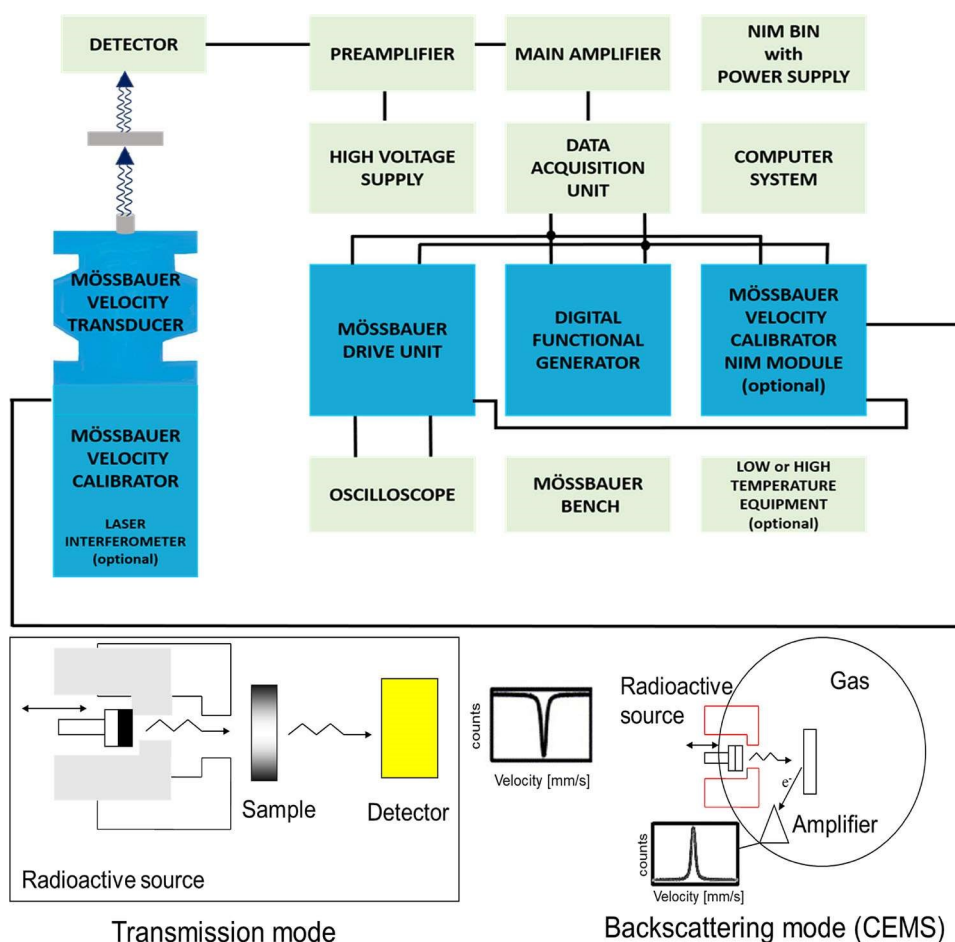 DETECTOR
PREAMPLIFIER
MAIN AMPLIFIER
NIM BIN
with
POWER SUPPLY
HIGH VOLTAGE
SUPPLY
DATA
ACQUISITION
UNIT
COMPUTER
SYSTEM
MÖSSBAUER
VELOCITY
TRANSDUCER
MÖSSBAUER
DRIVE UNIT
DIGITAL
FUNCTIONAL
GENERATOR
MÖSSBAUER
VELOCITY
CALIBRATOR
NIM MODULE
(optional)
MÖSSBAUER
VELOCITY
CALIBRATOR
LASER
INTERFEROMETER
(optional)
OSCILLOSCOPE
MÖSSBAUER
BENCH
LOW or HIGH
TEMPERATURE
EQUIPMENT
(optional)
Sample
Detector
Radioactive source
Transmission mode
counts
Velocity [mm/s]
Radioactive
source
Gas
e-
Amplifier
counts
Velocity [mm/s]
Backscattering mode (CEMS)